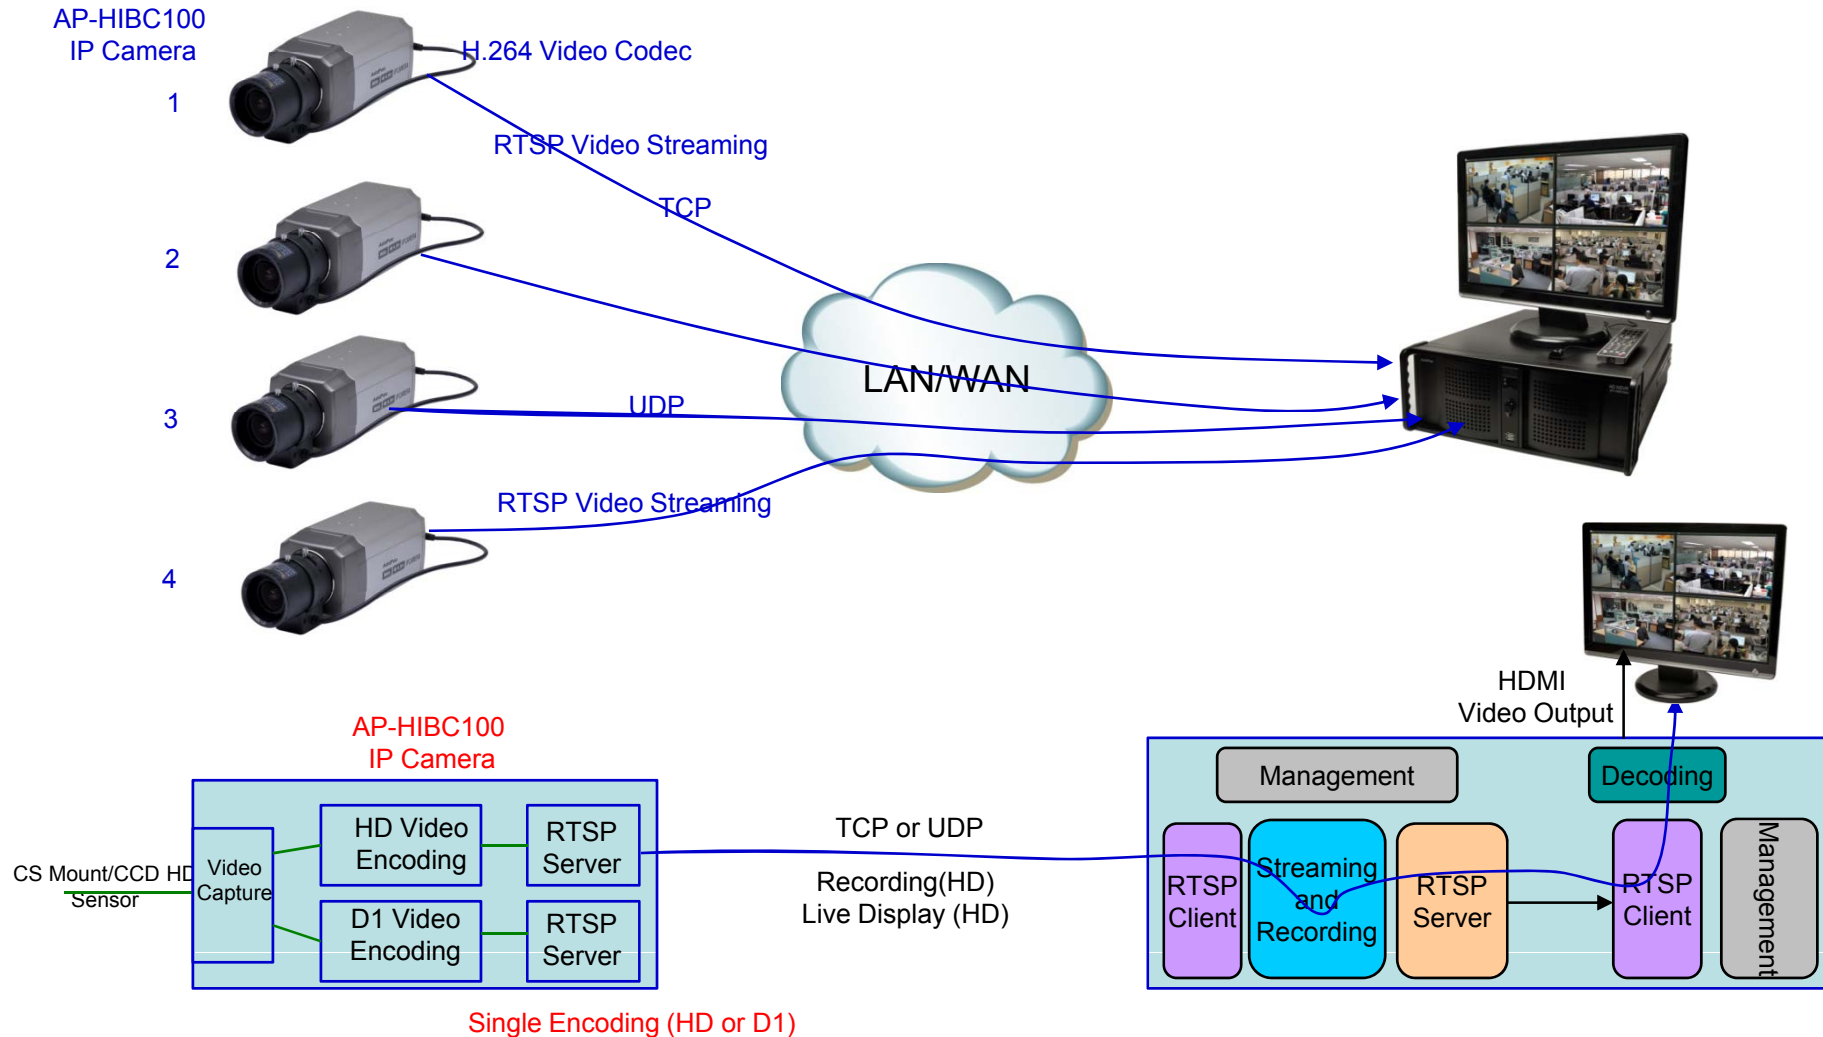 AP-HIBC100
IP Camera
H.264 Video Codec
1
RTSP Video Streaming
TCP
2
LAN/WAN
3
UDP
RTSP Video Streaming
4
HDMI
Video Output
AP-HIBC100
IP Camera
Management
Decoding
CS Mount/CCD HD
Sensor
Video
Capture
HD Video
Encoding
RTSP
Server
D1 Video
Encoding
RTSP
Server
TCP or UDP
Recording(HD)
Live Display (HD)
RTSP
Client
Streaming
and
Recording
RTSP
Server
RTSP
Client
Management
Single Encoding (HD or D1)